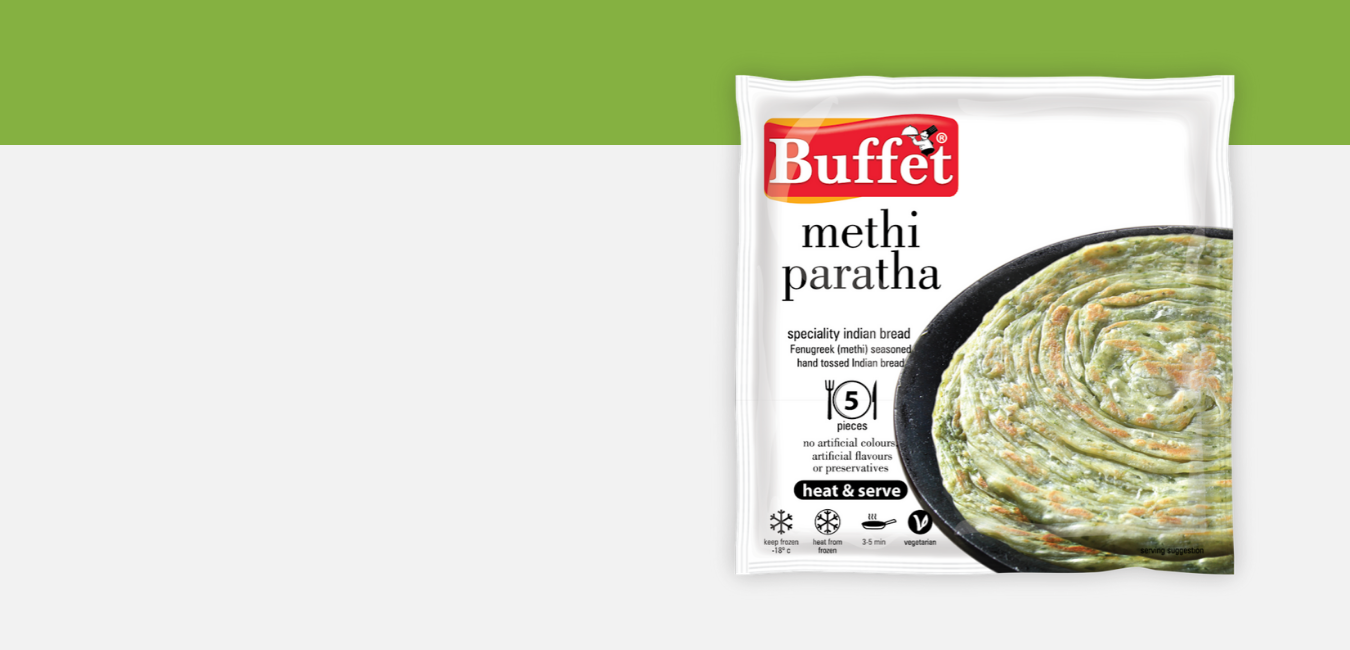 Buffet®
methi
paratha
speciality indian bread
Fenugreek (methi) seasoned
hand tossed Indian bread
5
pieces
no artificial colours,
artificial flavours
or preservatives
heat & serve
keep frozen
-18° c
heat from
frozen
3-5 min
vegetarian
serving suggestion